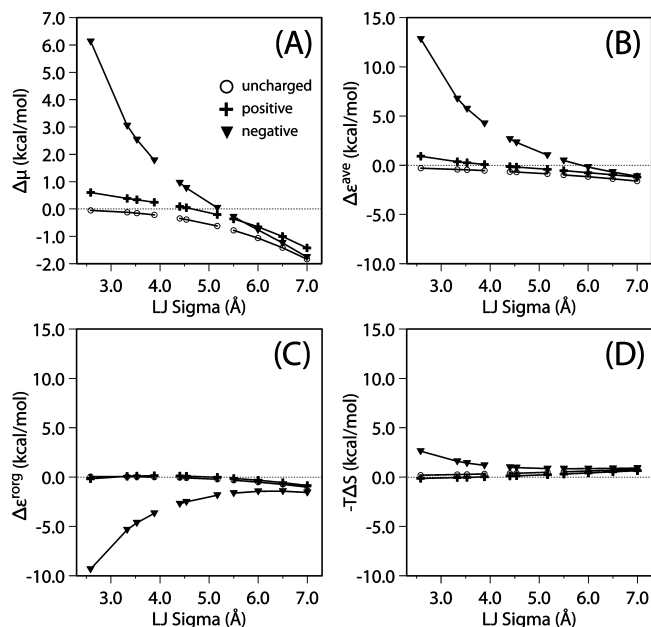 (A)
Δμ (kcal/mol)
7.0
6.0
5.0
4.0
3.0
2.0
1.0
0.0
-1.0
-2.0
uncharged
positive
negative
3.0 4.0 5.0 6.0 7.0
LJ Sigma (Å)
(B)
Δε^ave (kcal/mol)
15.0
10.0
5.0
0.0
-5.0
-10.0
3.0 4.0 5.0 6.0 7.0
LJ Sigma (Å)
(C)
Δε^rorg (kcal/mol)
15.0
10.0
5.0
0.0
-5.0
-10.0
3.0 4.0 5.0 6.0 7.0
LJ Sigma (Å)
(D)
-TΔS (kcal/mol)
15.0
10.0
5.0
0.0
-5.0
-10.0
3.0 4.0 5.0 6.0 7.0
LJ Sigma (Å)